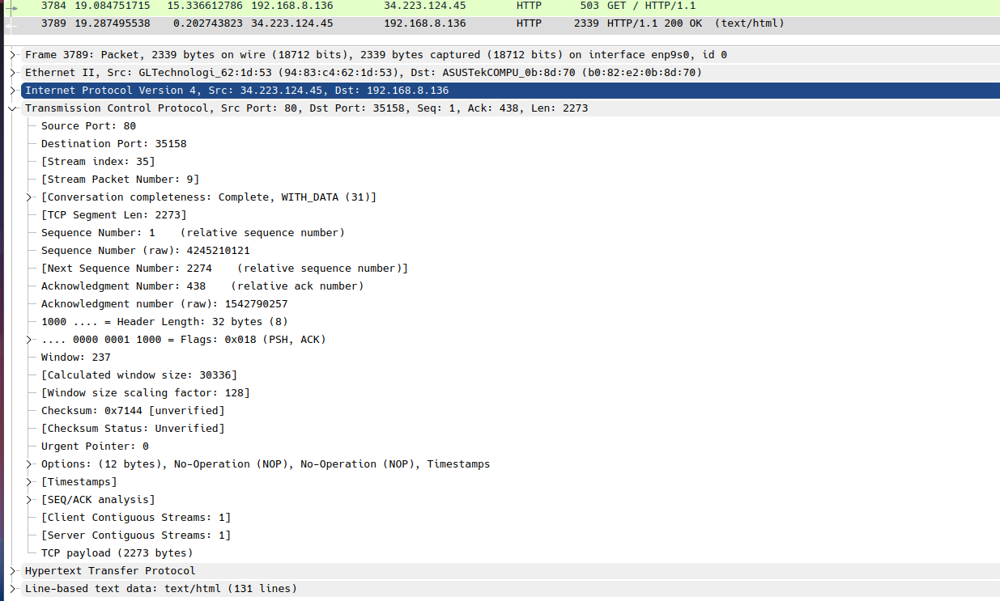 3784 19.084751715 15.336612786 192.168.8.136 34.223.124.45 HTTP 503 GET / HTTP/1.1
3789 19.287495538 0.202743823 34.223.124.45 192.168.8.136 HTTP 2339 HTTP/1.1 200 OK (text/html)
Frame 3789: Packet, 2339 bytes on wire (18712 bits), 2339 bytes captured (18712 bits) on interface enp9s0, id 0
Ethernet II, Src: GLTechnologi_62:1d:53 (94:83:c4:62:1d:53), Dst: ASUSTekCOMPU_0b:8d:70 (b0:82:e2:0b:8d:70)
Internet Protocol Version 4, Src: 34.223.124.45, Dst: 192.168.8.136
Transmission Control Protocol, Src Port: 80, Dst Port: 35158, Seq: 1, Ack: 438, Len: 2273
Source Port: 80
Destination Port: 35158
[Stream index: 35]
[Stream Packet Number: 9]
[Conversation completeness: Complete, WITH_DATA (31)]
[TCP Segment Len: 2273]
Sequence Number: 1 (relative sequence number)
Sequence Number (raw): 4245210121
[Next Sequence Number: 2274 (relative sequence number)]
Acknowledgment Number: 438 (relative ack number)
Acknowledgment number (raw): 1542790257
1000 .... = Header Length: 32 bytes (8)
.... 0000 0001 1000 = Flags: 0x018 (PSH, ACK)
Window: 237
[Calculated window size: 30336]
[Window size scaling factor: 128]
Checksum: 0x7144 [unverified]
[Checksum Status: Unverified]
Urgent Pointer: 0
Options: (12 bytes), No-Operation (NOP), No-Operation (NOP), Timestamps
[Timestamps]
[SEQ/ACK analysis]
[Client Contiguous Streams: 1]
[Server Contiguous Streams: 1]
TCP payload (2273 bytes)
Hypertext Transfer Protocol
Line-based text data: text/html (131 lines)